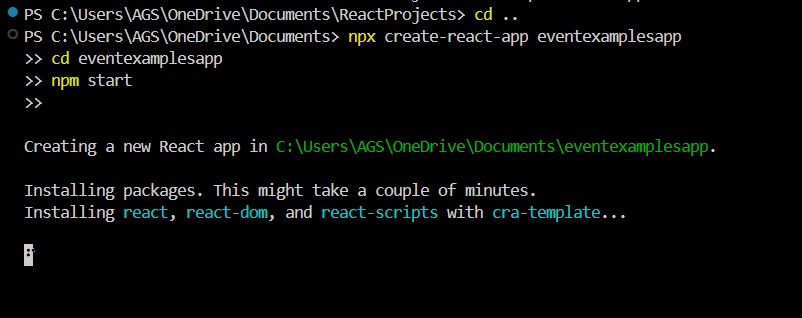 PS C:\Users\AGS\OneDrive\Documents\ReactProjects> cd ..
PS C:\Users\AGS\OneDrive\Documents> npx create-react-app eventexamplesapp
>> cd eventexamplesapp
>> npm start
>>
Creating a new React app in C:\Users\AGS\OneDrive\Documents\eventexamplesapp.
Installing packages. This might take a couple of minutes.
Installing react, react-dom, and react-scripts with cra-template...